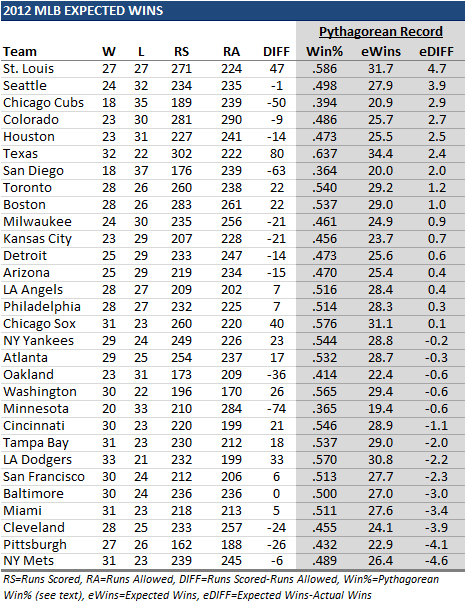 2012 MLB EXPECTED WINS
Pythagorean Record
Team W L RS RA DIFF Win% eWins eDIFF
St. Louis 27 27 271 224 47 .586 31.7 4.7
Seattle 24 32 234 235 -1 .498 27.9 3.9
Chicago Cubs 18 35 189 239 -50 .394 20.9 2.9
Colorado 23 30 281 290 -9 .486 25.7 2.7
Houston 23 31 227 241 -14 .473 25.5 2.5
Texas 32 22 302 222 80 .637 34.4 2.4
San Diego 18 37 176 239 -63 .364 20.0 2.0
Toronto 28 26 260 238 22 .540 29.2 1.2
Boston 28 26 283 261 22 .537 29.0 1.0
Milwaukee 24 30 235 256 -21 .461 24.9 0.9
Kansas City 23 29 207 228 -21 .456 23.7 0.7
Detroit 25 29 233 247 -14 .473 25.6 0.6
Arizona 25 29 219 234 -15 .470 25.4 0.4
LA Angels 28 27 209 202 7 .516 28.4 0.4
Philadelphia 28 27 232 225 7 .514 28.3 0.3
Chicago Sox 31 23 260 220 40 .576 31.1 0.1
NY Yankees 29 24 249 226 23 .544 28.8 -0.2
Atlanta 29 25 254 237 17 .532 28.7 -0.3
Oakland 23 31 173 209 -36 .414 22.4 -0.6
Washington 30 22 196 170 26 .565 29.4 -0.6
Minnesota 20 33 210 284 -74 .365 19.4 -0.6
Cincinnati 30 23 220 199 21 .546 28.9 -1.1
Tampa Bay 31 23 230 212 18 .537 29.0 -2.0
LA Dodgers 33 21 232 199 33 .570 30.8 -2.2
San Francisco 30 24 212 206 6 .513 27.7 -2.3
Baltimore 30 24 236 236 0 .500 27.0 -3.0
Miami 31 23 218 213 5 .511 27.6 -3.4
Cleveland 28 25 233 257 -24 .455 24.1 -3.9
Pittsburgh 27 26 162 188 -26 .432 22.9 -4.1
NY Mets 31 23 239 245 -6 .489 26.4 -4.6
RS=Runs Scored, RA=Runs Allowed, DIFF=Runs Scored-Runs Allowed, Win%=Pythagorean
Win% (see text), eWins=Expected Wins, eDIFF=Expected Wins-Actual Wins